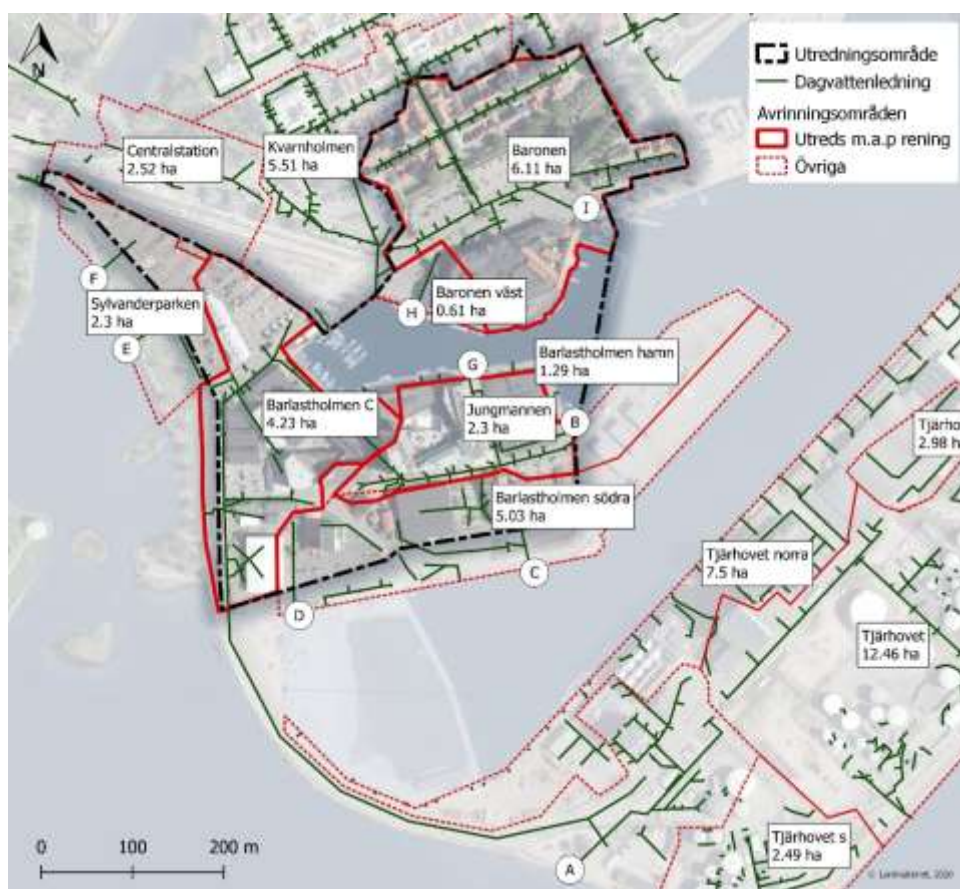 N
Utredningsområde
Dagvattenledning
Avrinningsområden
Utreds m.a.p rening
Övriga
Centralstation
2.52 ha
Kvarnholmen
5.51 ha
Baronen
6.11 ha
I
F
Sylvanderparken
2.3 ha
E
H
Baronen väst
0.61 ha
G
Barlastholmen hamn
1.29 ha
Barlastholmen C
4.23 ha
Jungmannen
2.3 ha
B
Barlastholmen södra
5.03 ha
C
D
2.98
Tjärhovet norra
7.5 ha
Tjärhovet
12.46 ha
Tjärhovet s
2.49 ha
A
0 100 200 m
© Lantmäteriet, 2020